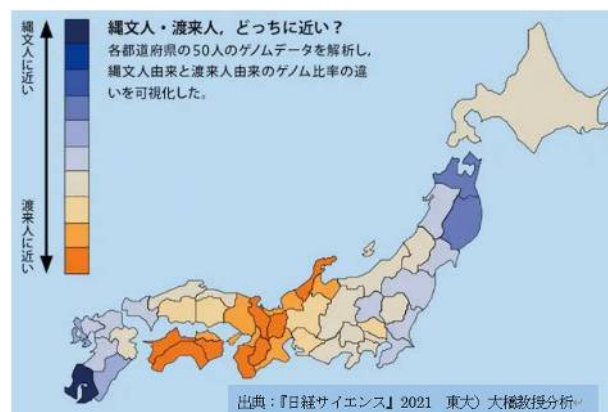 縄文人・渡来人，どっちに近い？
各都道府県の50人のゲノムデータを解析し，
縄文人由来と渡来人由来のゲノム比率の違
いを可視化した。
縄文人に近い
渡来人に近い
出典：『日経サイエンス』2021　東大）大橋教授分析↵